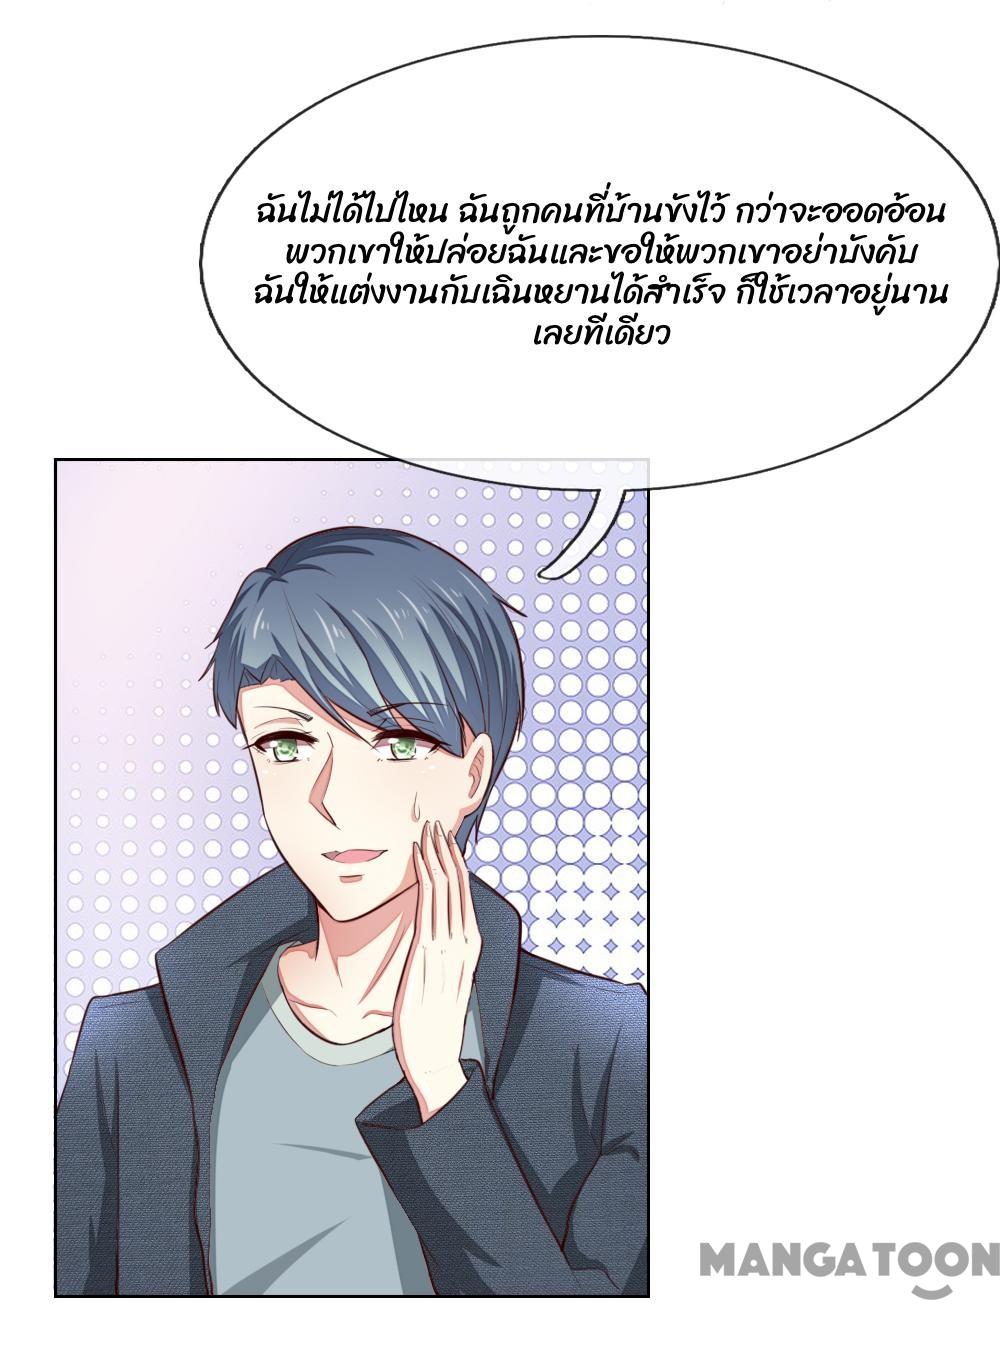 ฉันไม่ได้ไปไหน ฉันถูกคนที่บ้านขังไว้ กว่าจะออดอ้อน
พวกเขาให้ปล่อยฉันและขอให้พวกเขาอย่าบังคับ
ฉันให้แต่งงานกับเฉินหยานได้สำเร็จ ก็ใช้เวลาอยู่นาน
เลยทีเดียว
MANGATOON